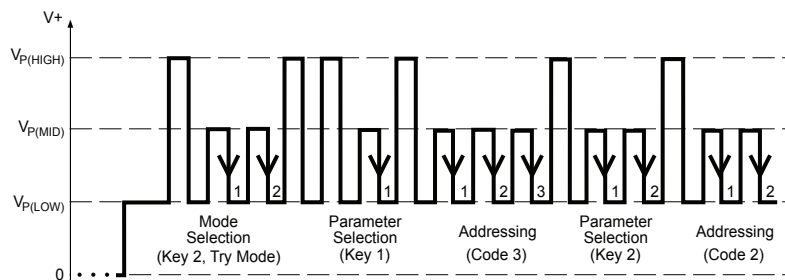 V+
VP(HIGH)
VP(MID)
1 2 1 1 2 3 1 2 1 2
VP(LOW)
Mode
Selection
(Key 2, Try Mode)
Parameter
Selection
(Key 1)
Addressing
(Code 3)
Parameter
Selection
(Key 2)
Addressing
(Code 2)
0